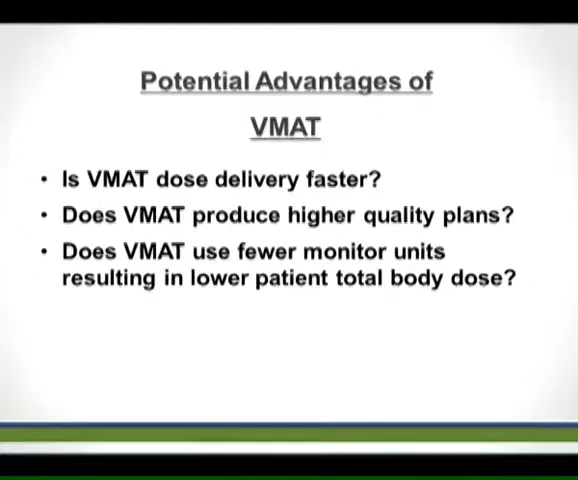 Potential Advantages of
VMAT
• Is VMAT dose delivery faster?
• Does VMAT produce higher quality plans?
• Does VMAT use fewer monitor units
resulting in lower patient total body dose?